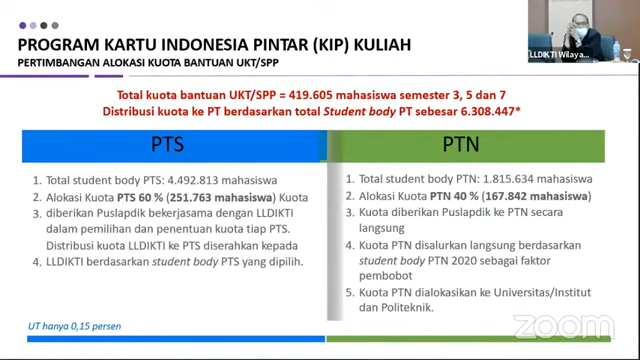 PROGRAM KARTU INDONESIA PINTAR (KIP) KULIAH
PERTIMBANGAN ALOKASI KUOTA BANTUAN UKT/SPP
LLDIKTI Wilaya...
Total kuota bantuan UKT/SPP = 419.605 mahasiswa semester 3, 5 dan 7
Distribusi kuota ke PT berdasarkan total Student body PT sebesar 6.308.447*
PTS
1. Total student body PTS: 4.492.813 mahasiswa
2. Alokasi Kuota PTS 60 % (251.763 mahasiswa) Kuota
3. diberikan Puslapdik bekerjasama dengan LLDIKTI
dalam pemilihan dan penentuan kuota tiap PTS.
Distribusi kuota LLDIKTI ke PTS diserahkan kepada
4. LLDIKTI berdasarkan student body PTS yang dipilih.
PTN
1. Total student body PTN: 1.815.634 mahasiswa
2. Alokasi Kuota PTN 40 % (167.842 mahasiswa)
3. Kuota diberikan Puslapdik ke PTN secara
langsung
4. Kuota PTN disalurkan langsung berdasarkan
student body PTN 2020 sebagai faktor
pembobot
5. Kuota PTN dialokasikan ke Universitas/Institut
dan Politeknik.
UT hanya 0,15 persen
zoom